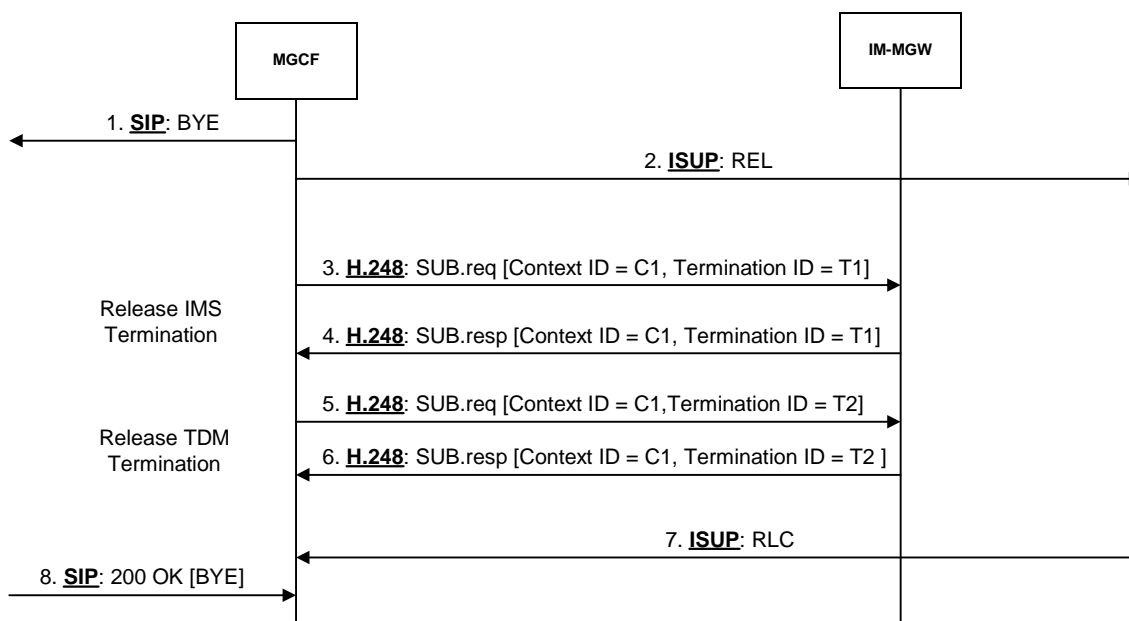 MGCF
IM-MGW
1. SIP: BYE
2. ISUP: REL
3. H.248: SUB.req [Context ID = C1, Termination ID = T1]
Release IMS
Termination
4. H.248: SUB.resp [Context ID = C1, Termination ID = T1]
5. H.248: SUB.req [Context ID = C1,Termination ID = T2]
Release TDM
Termination
6. H.248: SUB.resp [Context ID = C1, Termination ID = T2 ]
7. ISUP: RLC
8. SIP: 200 OK [BYE]